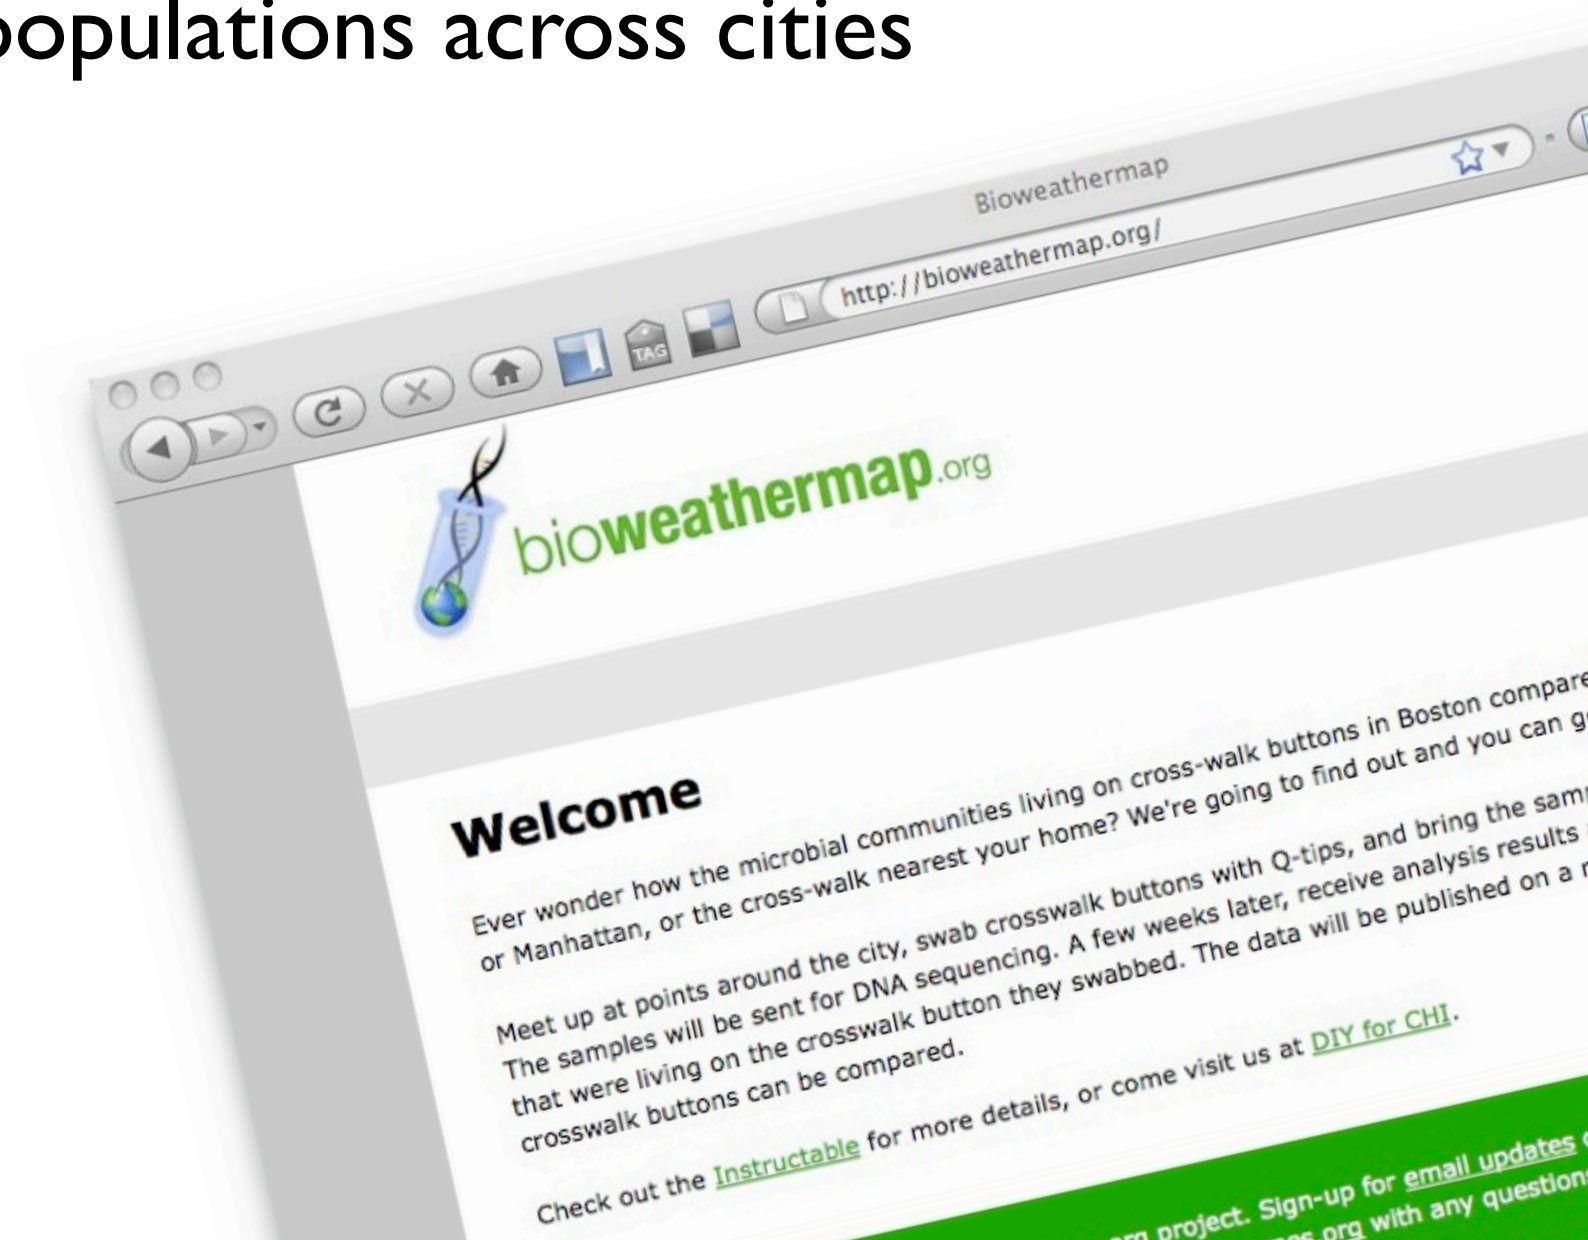 populations across cities
Bioweathermap
http://bioweathermap.org/
TAG
bioweathermap.org
Welcome
Ever wonder how the microbial communities living on cross-walk buttons in Boston compare
or Manhattan, or the cross-walk nearest your home? We're going to find out and you can
Meet up at points around the city, swab crosswalk buttons with Q-tips, and bring the
The samples will be sent for DNA sequencing. A few weeks later, receive analysis results
that were living on the crosswalk button they swabbed. The data will be published on a
crosswalk buttons can be compared.
Check out the Instructable for more details, or come visit us at DIY for CHI.
project. Sign-up for email updates
with any questions